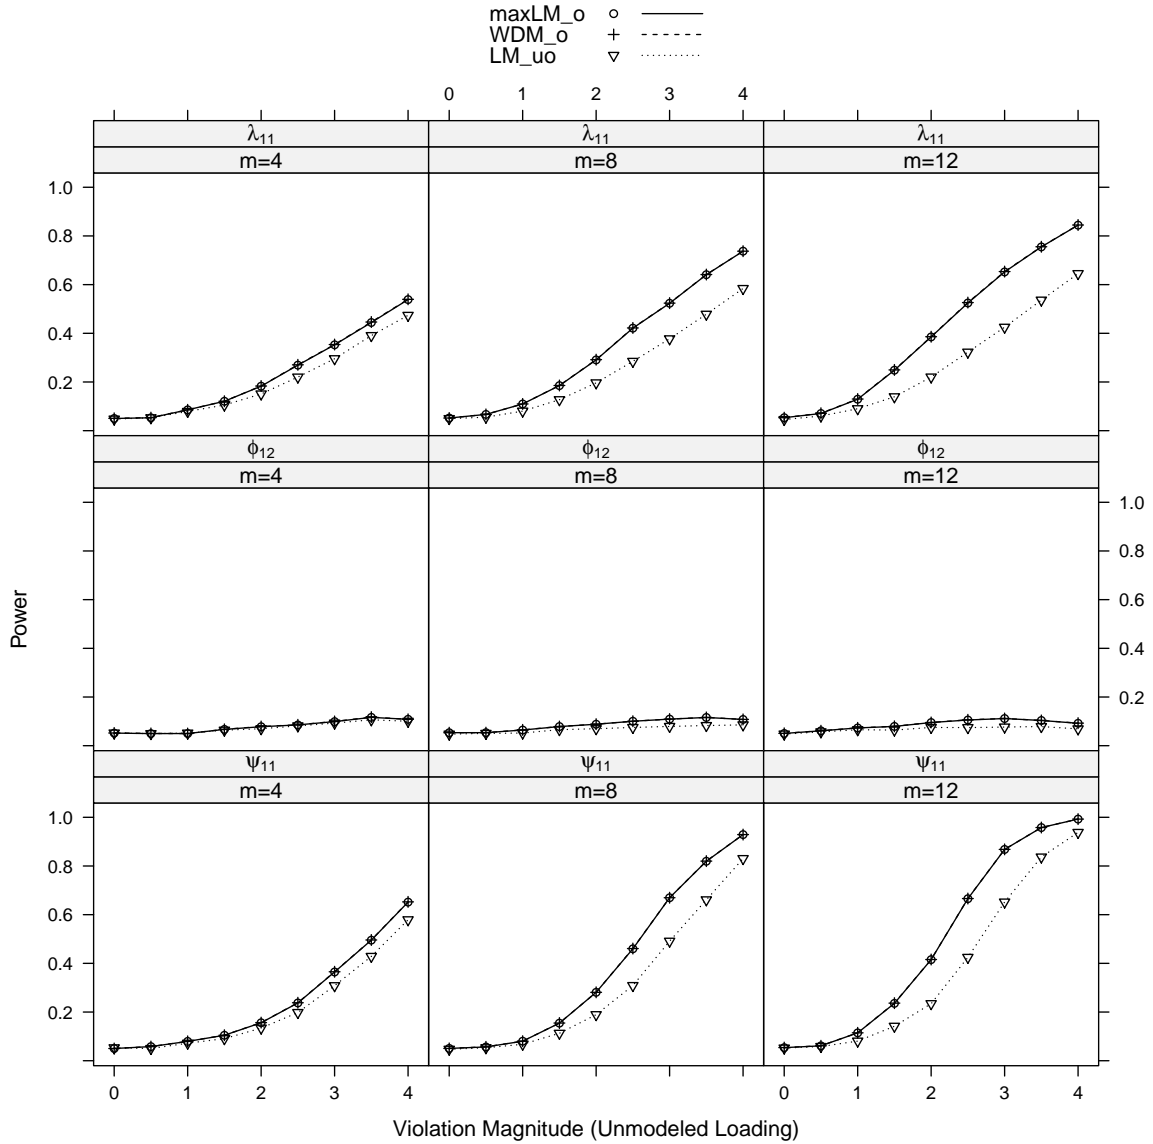 maxLM_o
WDM_o
LM_uo
0 1 2 3 4
λ11 λ11 λ11
m=4 m=8 m=12
1.0
0.8
0.6
0.4
0.2
ϕ12 ϕ12 ϕ12
m=4 m=8 m=12
1.0
0.8
0.6
0.4
0.2
Power
ψ11 ψ11 ψ11
m=4 m=8 m=12
1.0
0.8
0.6
0.4
0.2
0 1 2 3 4 0 1 2 3 4
Violation Magnitude (Unmodeled Loading)